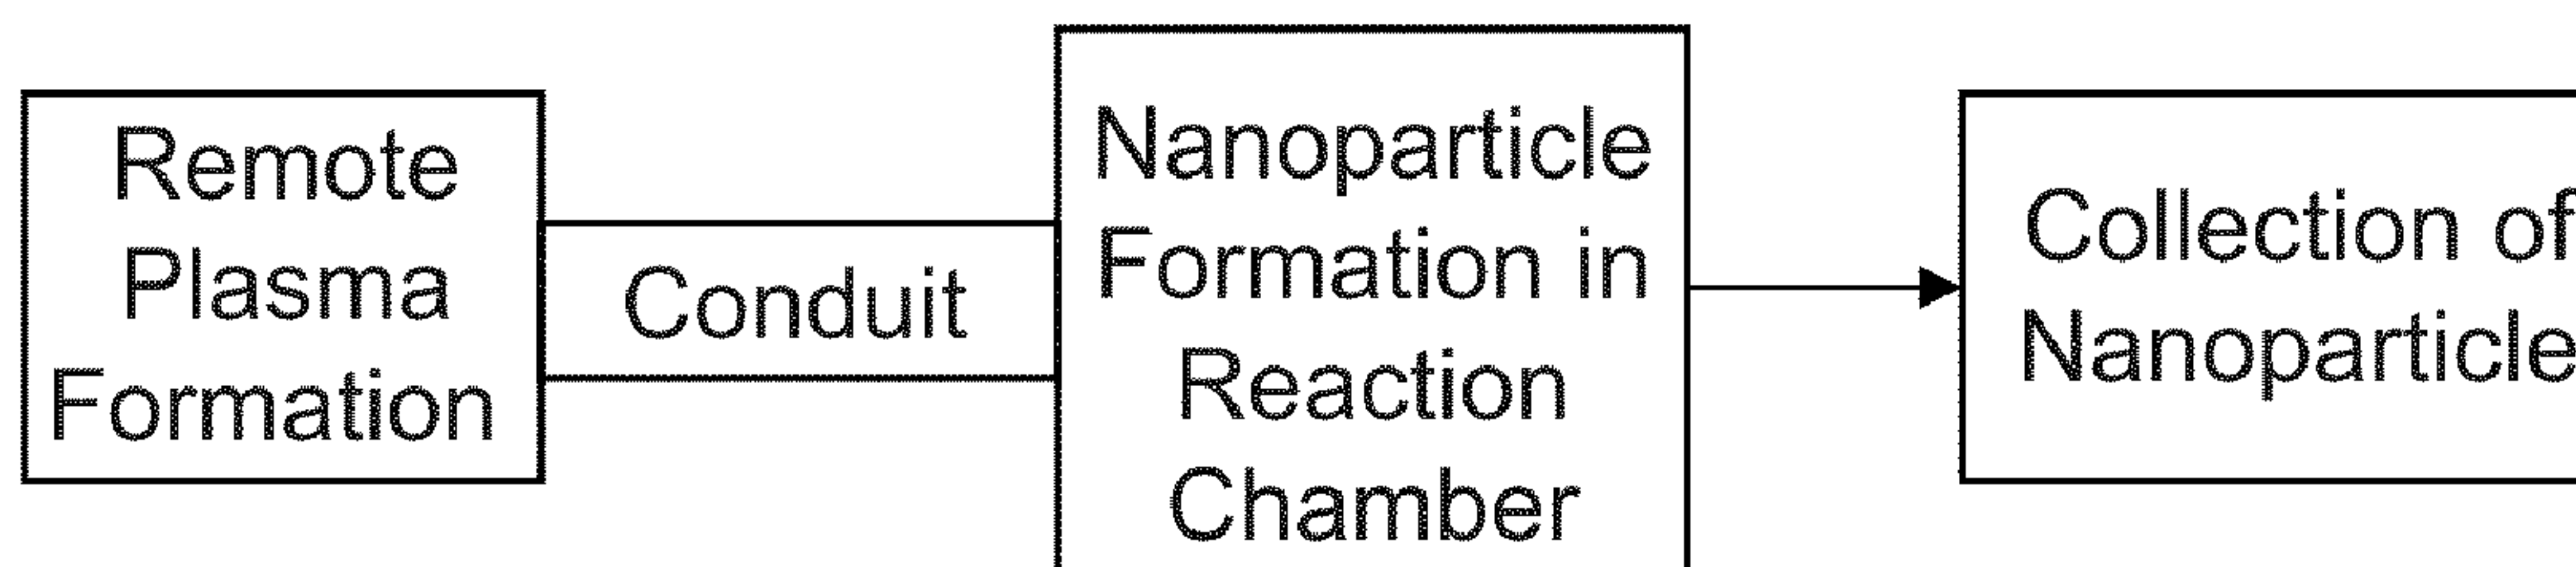 Remote
Plasma
Formation
Conduit
Nanoparticle
Formation in
Reaction
Chamber
Collection of
Nanoparticle